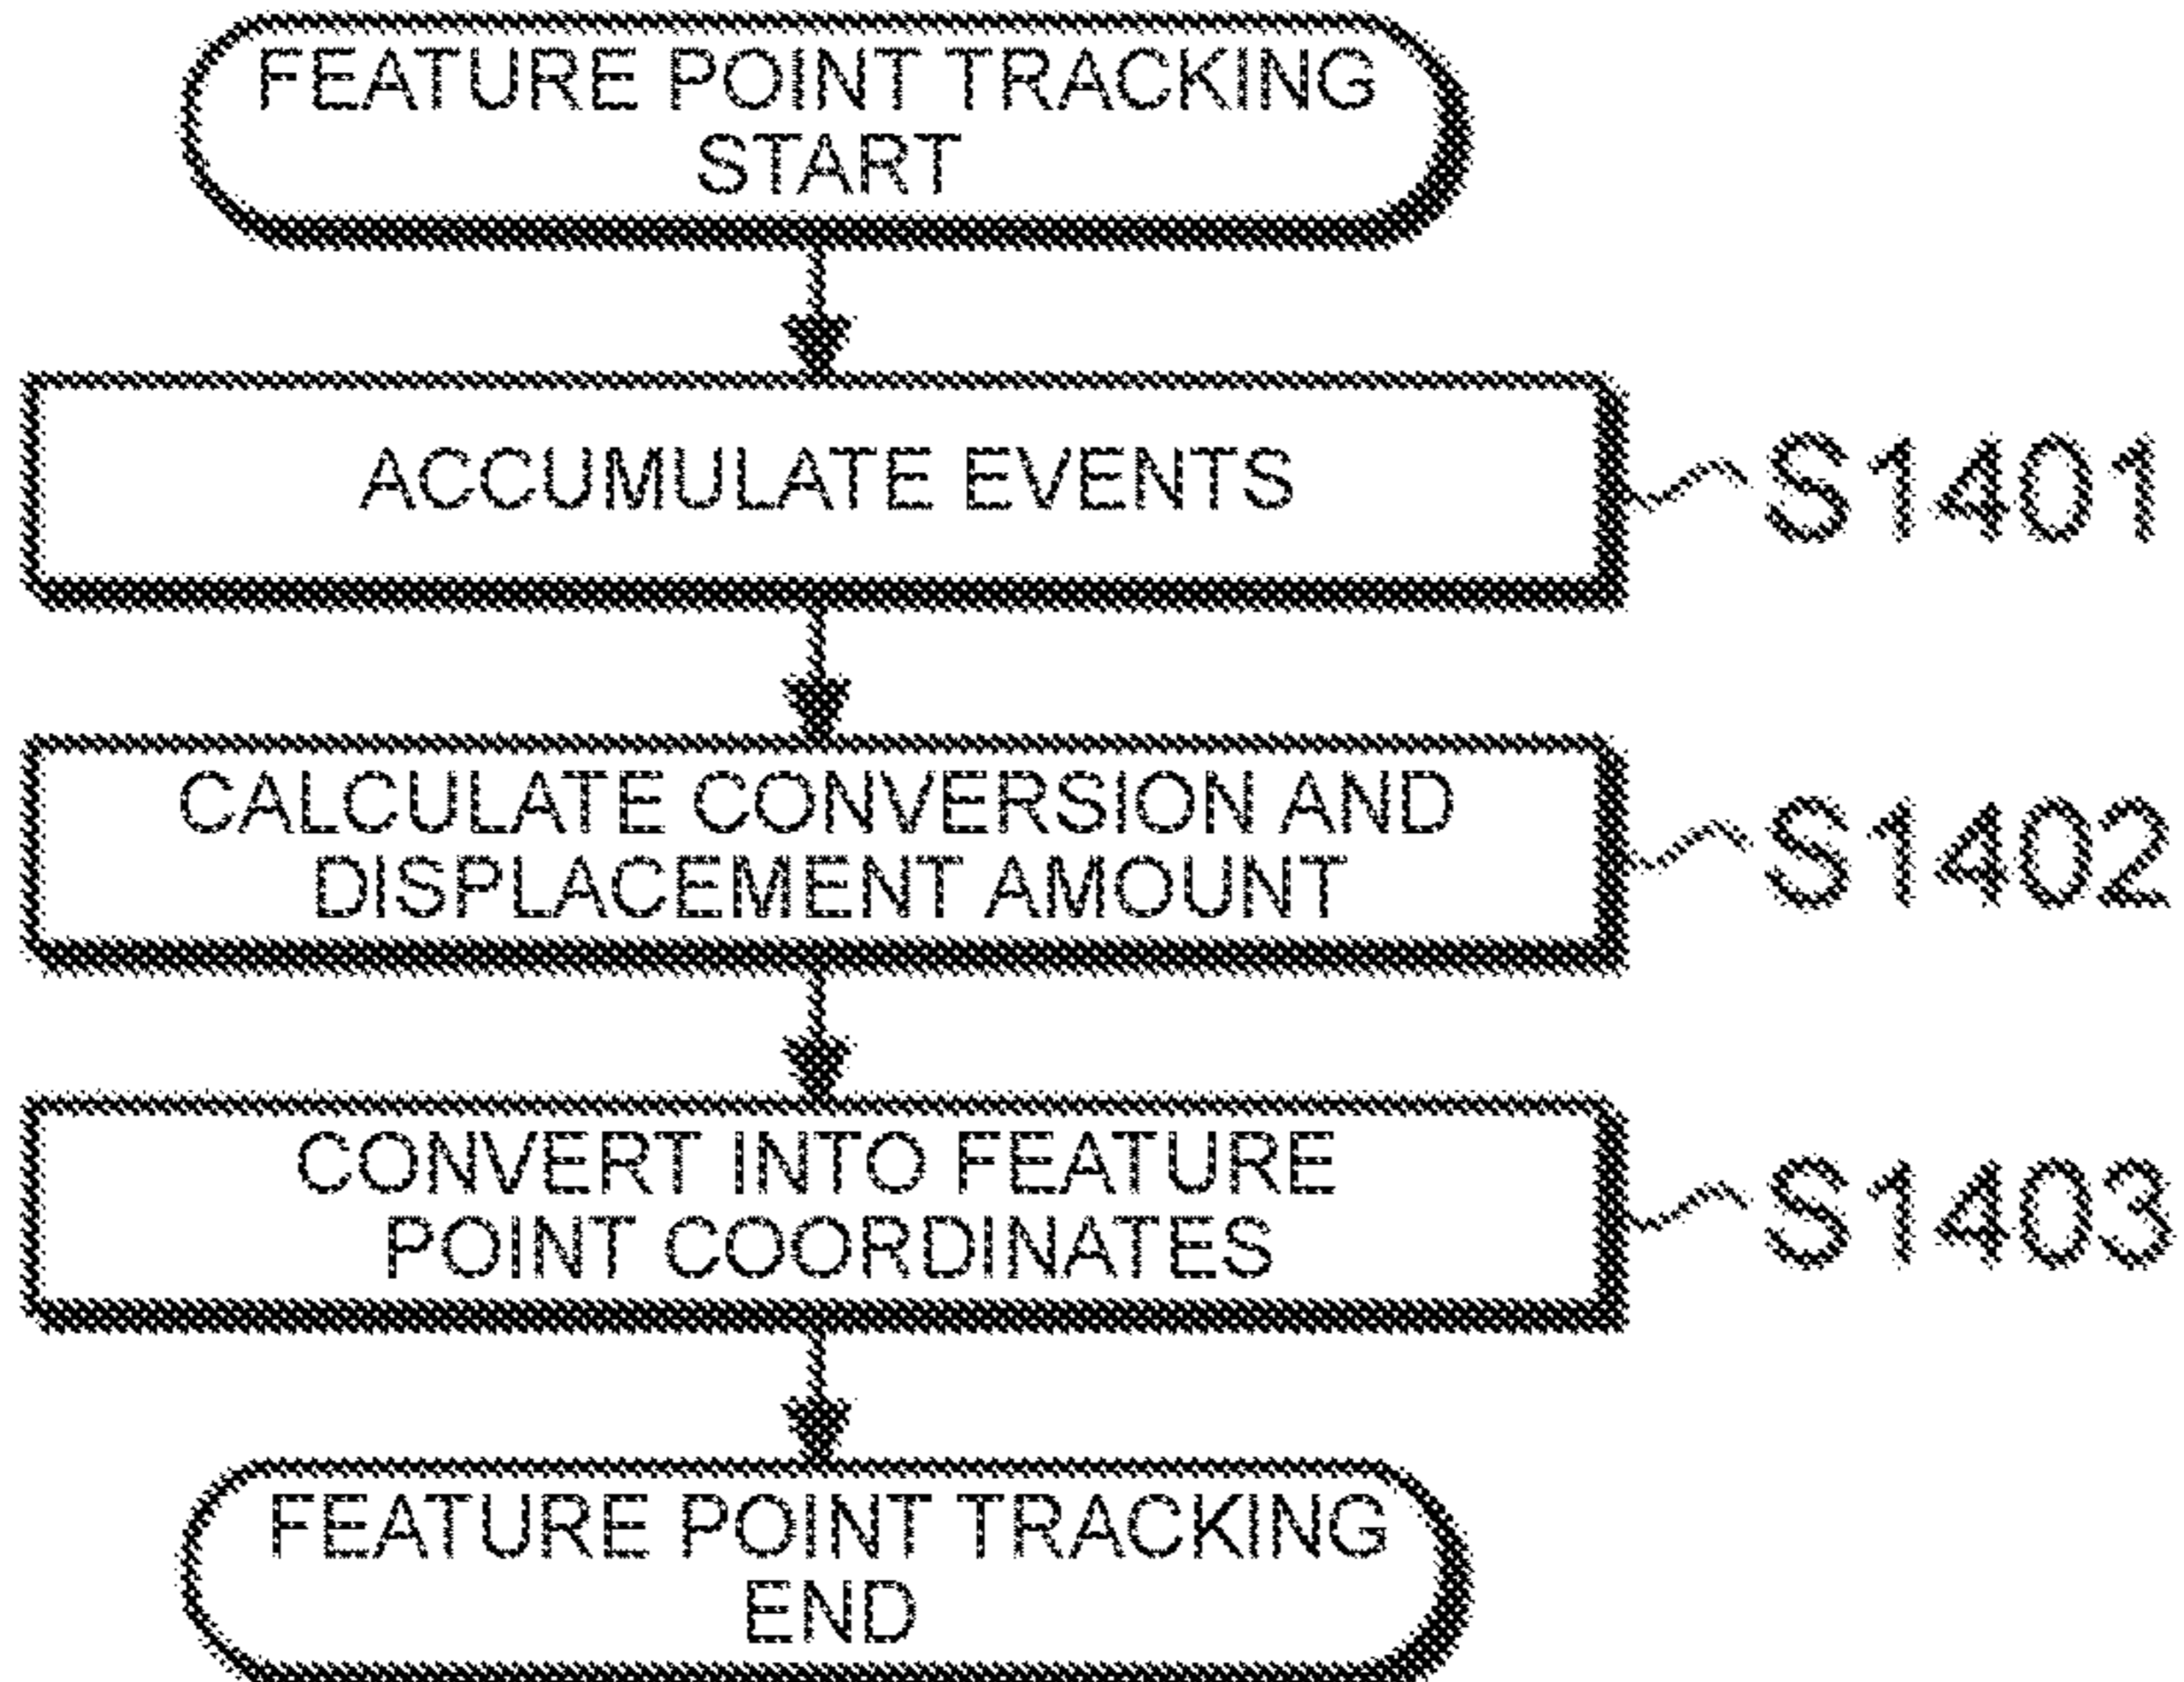 FEATURE POINT TRACKING
START
ACCUMULATE EVENTS
S1401
CALCULATE CONVERSION AND
DISPLACEMENT AMOUNT
S1402
CONVERT INTO FEATURE
POINT COORDINATES
S1403
FEATURE POINT TRACKING
END